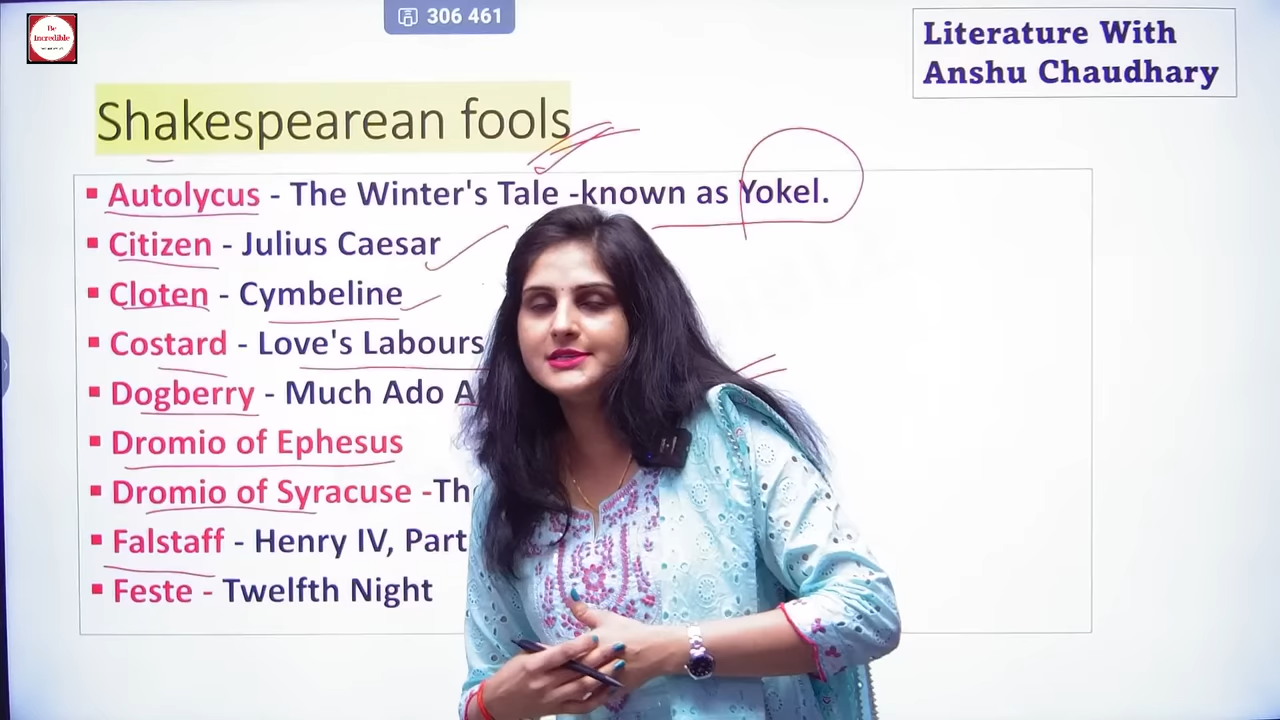 Be
Incredible
306 461
Literature With
Anshu Chaudhary
Shakespearean fools
▪ Autolycus - The Winter's Tale -known as Yokel.
▪ Citizen - Julius Caesar
▪ Cloten - Cymbeline
▪ Costard - Love's Labours
▪ Dogberry - Much Ado A
▪ Dromio of Ephesus
▪ Dromio of Syracuse -Th
▪ Falstaff - Henry IV, Part
▪ Feste - Twelfth Night